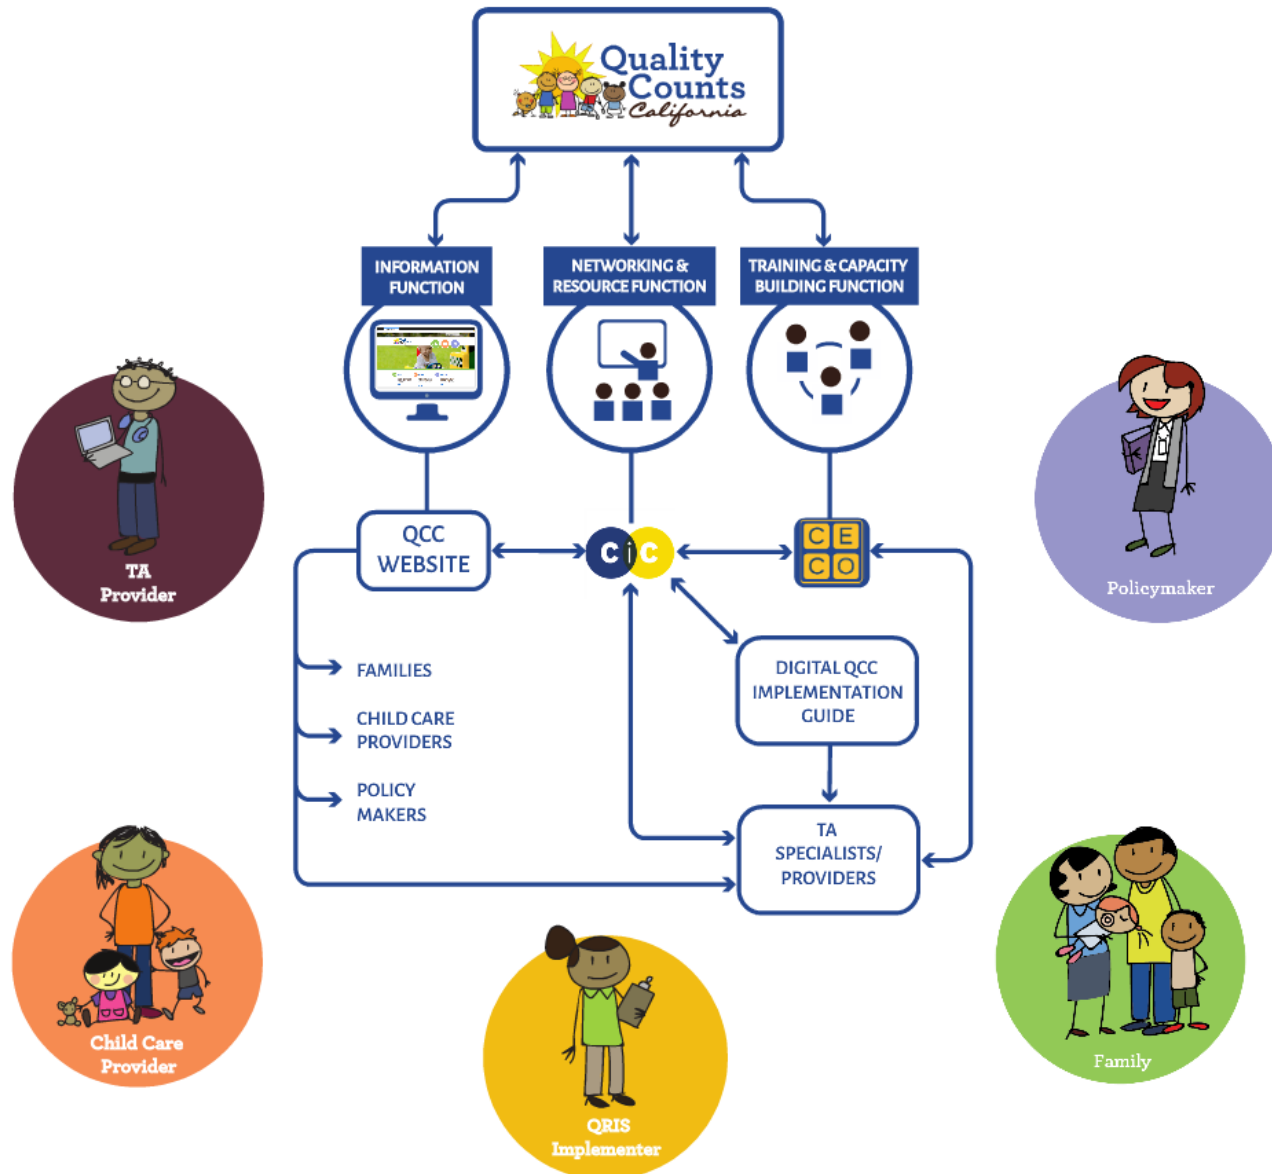 Quality
Counts
California
INFORMATION
FUNCTION
NETWORKING &
RESOURCE FUNCTION
TRAINING & CAPACITY
BUILDING FUNCTION
TA
Provider
Policymaker
QCC
WEBSITE
CiC
CE
CO
FAMILIES
CHILD CARE
PROVIDERS
POLICY
MAKERS
DIGITAL QCC
IMPLEMENTATION
GUIDE
TA
SPECIALISTS/
PROVIDERS
Child Care
Provider
QRIS
Implementer
Family